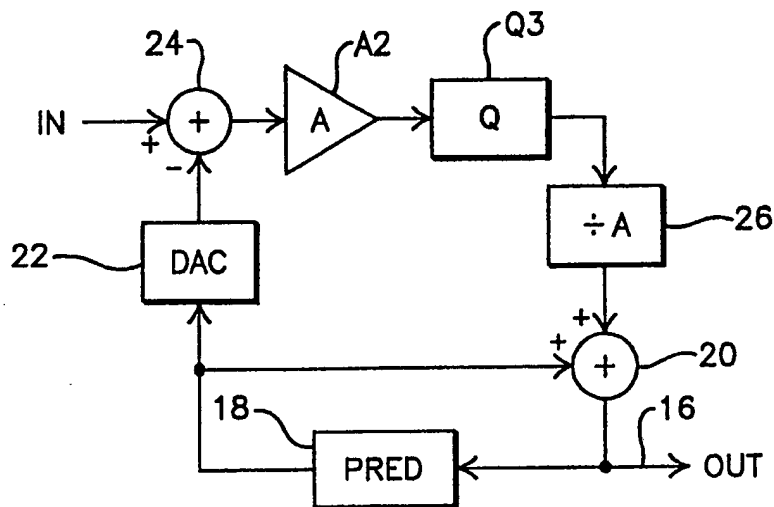 24
A2
Q3
IN
+
+
-
A
Q
÷ A
26
22
DAC
+
+
+
20
18
PRED
16
OUT